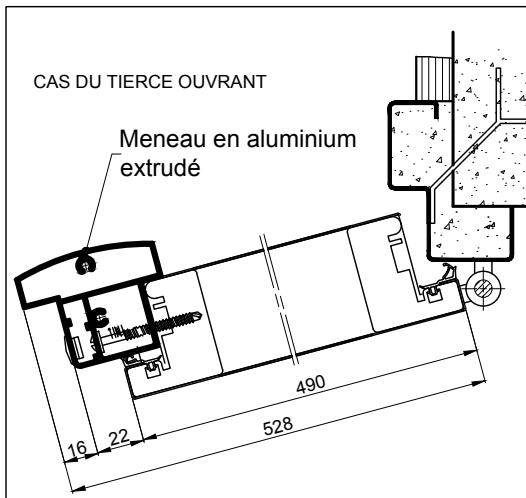 CAS DU TIERCE OUVRANT
Meneau en aluminium
extrudé
490
528
22
16